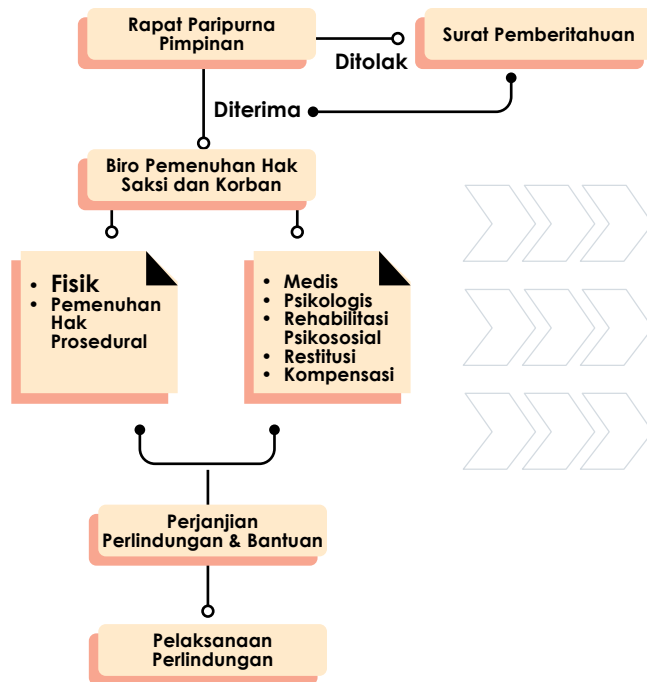 Rapat Paripurna
Pimpinan
Ditolak
Surat Pemberitahuan
Diterima
Biro Pemenuhan Hak
Saksi dan Korban
• Fisik
• Pemenuhan
Hak
Prosedural
• Medis
• Psikologis
• Rehabilitasi
Psikososial
• Restitusi
• Kompensasi
Perjanjian
Perlindungan & Bantuan
Pelaksanaan
Perlindungan